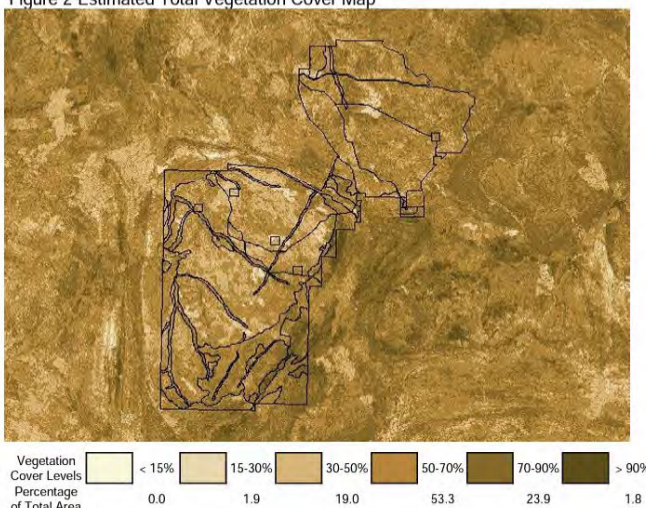 Figure 2 Estimated Total Vegetation Cover Map
Vegetation Cover Levels < 15% 15-30% 30-50% 50-70% 70-90% > 90%
Percentage of Total Area 0.0 1.9 19.0 53.3 23.9 1.8